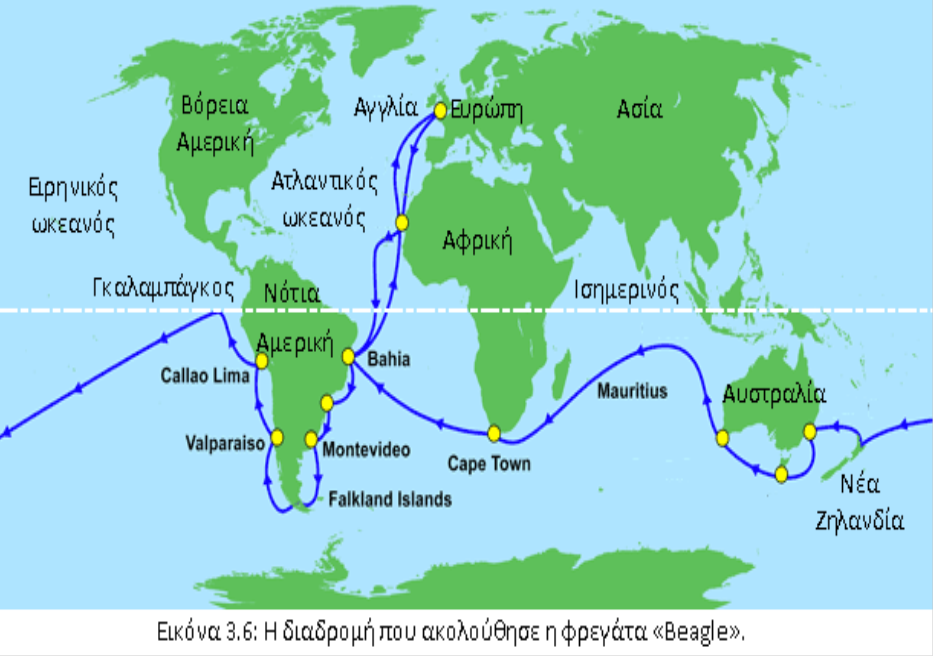 Βόρεια
Αμερική
Αγγλία
Ευρώπη
Ασία
Ειρηνικός
ωκεανός
Ατλαντικός
ωκεανός
Αφρική
Γκαλαμπάγκος
Νότια
Αμερική
Ισημερινός
Callao Lima
Bahia
Mauritius
Αυστραλία
Valparaiso
Montevideo
Cape Town
Falkland Islands
Νέα
Ζηλανδία
Εικόνα 3.6: Η διαδρομή που ακολούθησε η φρεγάτα «Beagle».